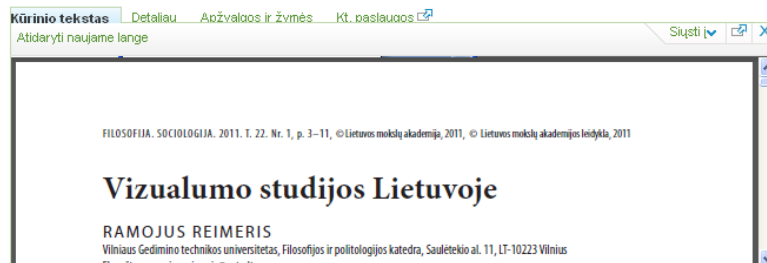 Kūrinio tekstas Detaliau Apžvalgos ir žymės Kt. paslaugos
Atidaryti naujame lange Siųsti į
FILOSOFIJA. SOCIOLOGIJA. 2011. T. 22. Nr. 1, p. 3–11, © Lietuvos mokslų akademija, 2011, © Lietuvos mokslų akademijos leidykla, 2011
Vizualumo studijos Lietuvoje
RAMOJUS REIMERIS
Vilniaus Gedimino technikos universitetas, Filosofijos ir politologijos katedra, Saulėtekio al. 11, LT-10223 Vilnius